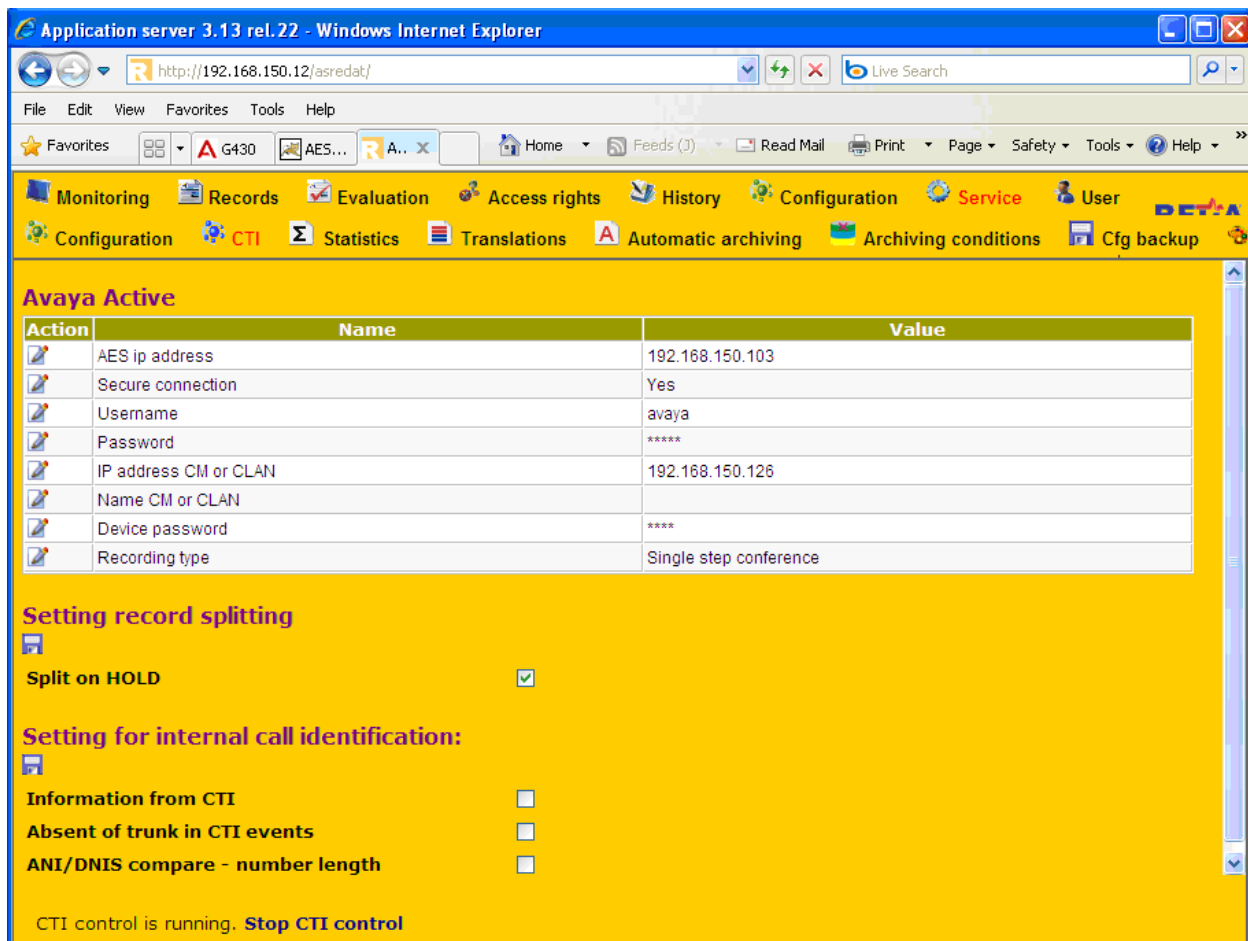 Application server 3.13 rel.22 - Windows Internet Explorer
http://192.168.150.12/asredat/
Live Search
File Edit View Favorites Tools Help
Favorites G430 AES... A.. X Home Feeds (J) Read Mail Print Page Safety Tools Help »
Monitoring Records Evaluation Access rights History Configuration Service User
Configuration CTI Σ Statistics Translations A Automatic archiving Archiving conditions Cfg backup
Avaya Active
Action Name Value
AES ip address 192.168.150.103
Secure connection Yes
Username avaya
Password *****
IP address CM or CLAN 192.168.150.126
Name CM or CLAN
Device password ****
Recording type Single step conference
Setting record splitting
Split on HOLD
Setting for internal call identification:
Information from CTI
Absent of trunk in CTI events
ANI/DNIS compare - number length
CTI control is running. Stop CTI control